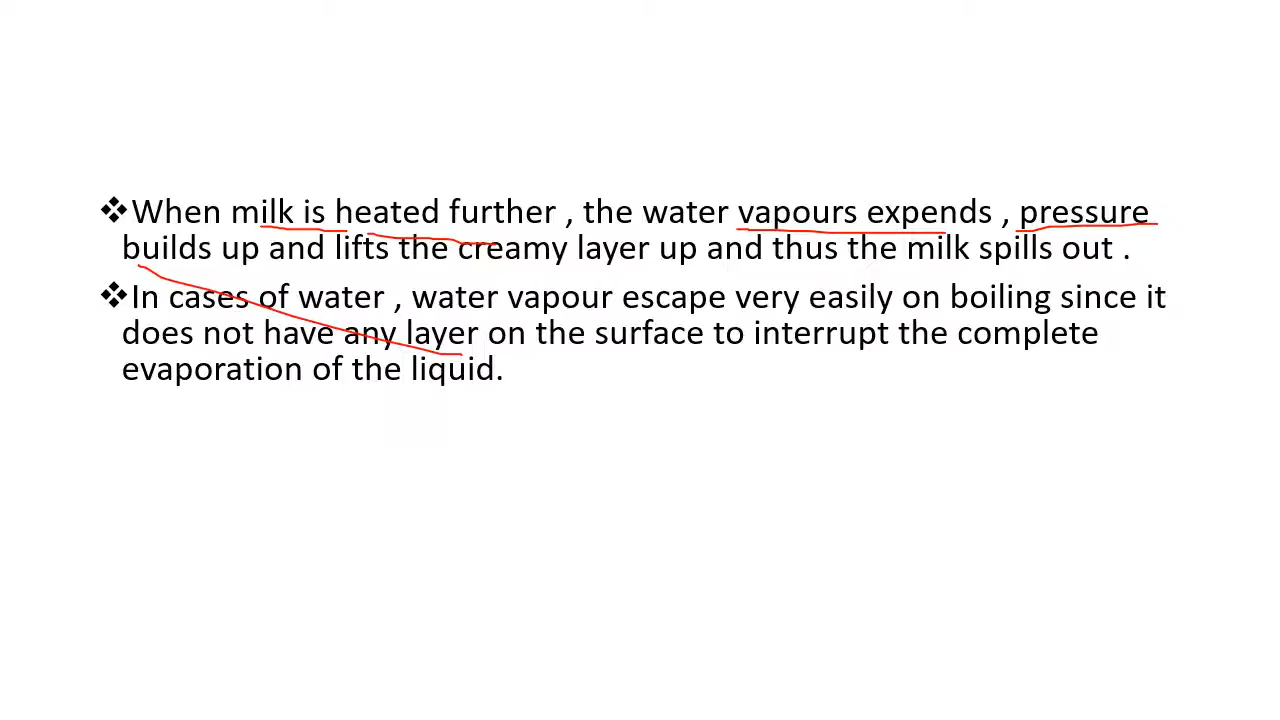 ❖When milk is heated further , the water vapours expends , pressure
builds up and lifts the creamy layer up and thus the milk spills out .
❖In cases of water , water vapour escape very easily on boiling since it
does not have any layer on the surface to interrupt the complete
evaporation of the liquid.